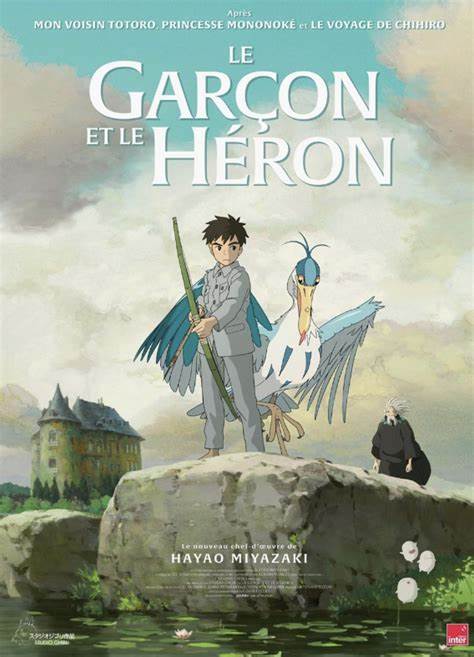 Après
MON VOISIN TOTORO, PRINCESSE MONONOKÉ et LE VOYAGE DE CHIHIRO
LE
GARÇON
ET LE HÉRON
Le nouveau chef-d'œuvre de
HAYAO MIYAZAKI
スタジオジブリ作品
STUDIO GHIBLI
inter